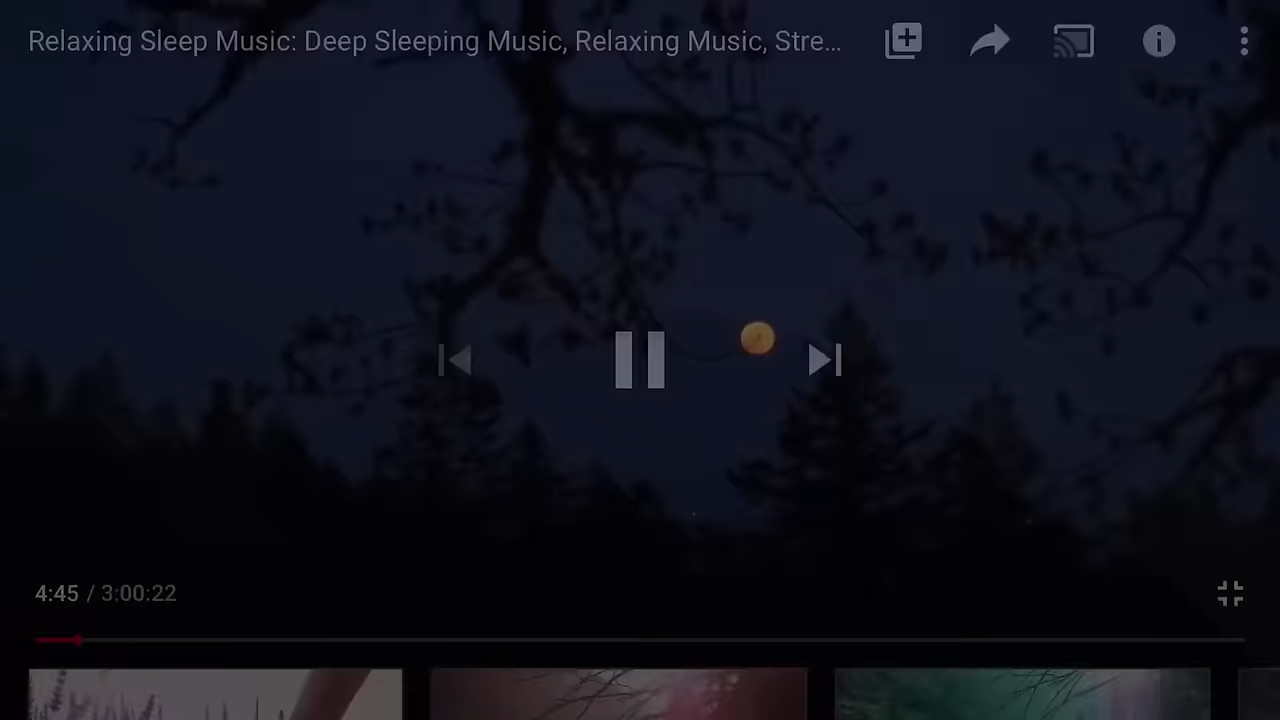 Relaxing Sleep Music: Deep Sleeping Music, Relaxing Music, Stre...
4:45 / 3:00:22